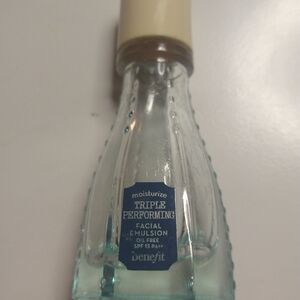 moisturize
TRIPLE
PERFORMING
FACIAL
EMULSION
OIL FREE
SPF 15 PA++
benefit